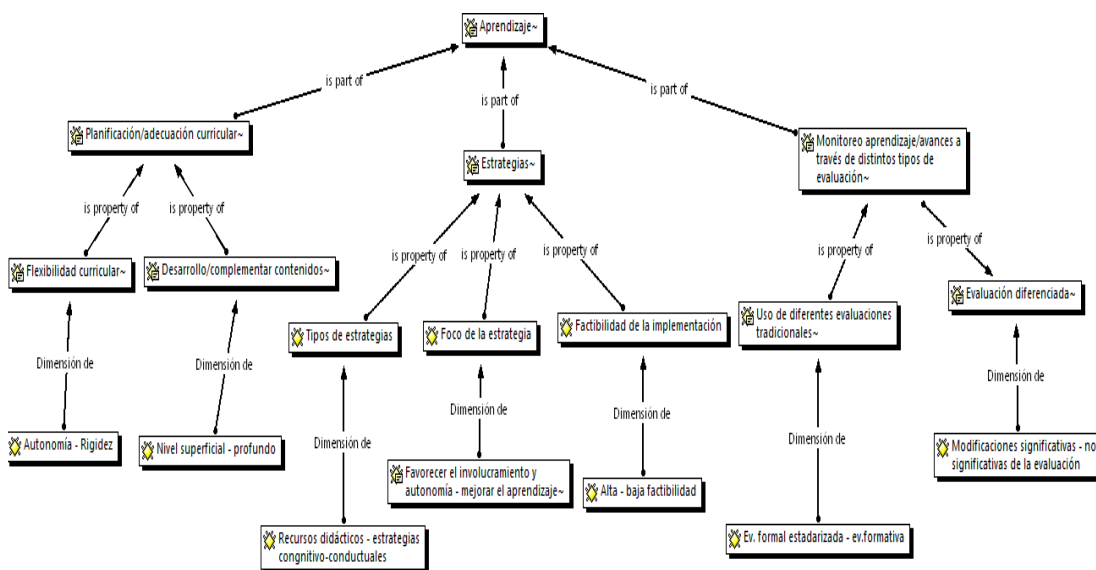 Aprendizaje~
is part of
is part of
is part of
Planificación/adecuación curricular~
Estrategias~
Monitoreo aprendizaje/avances a
través de distintos tipos de
evaluación~
is property of
is property of
is property of
is property of
is property of
is property of
is property of
Flexibilidad curricular~
Desarrollo/complementar contenidos~
Tipos de estrategias
Foco de la estrategia
Factibilidad de la implementación
Uso de diferentes evaluaciones
tradicionales~
Evaluación diferenciada~
Dimensión de
Dimensión de
Dimensión de
Dimensión de
Dimensión de
Dimensión de
Dimensión de
Autonomía - Rigidez
Nivel superficial - profundo
Recursos didácticos - estrategias
congnitivo-conductuales
Favorecer el involucramiento y
autonomía - mejorar el aprendizaje~
Alta - baja factibilidad
Ev. formal estadarizada - ev.formativa
Modificaciones significativas - no
significativas de la evaluación